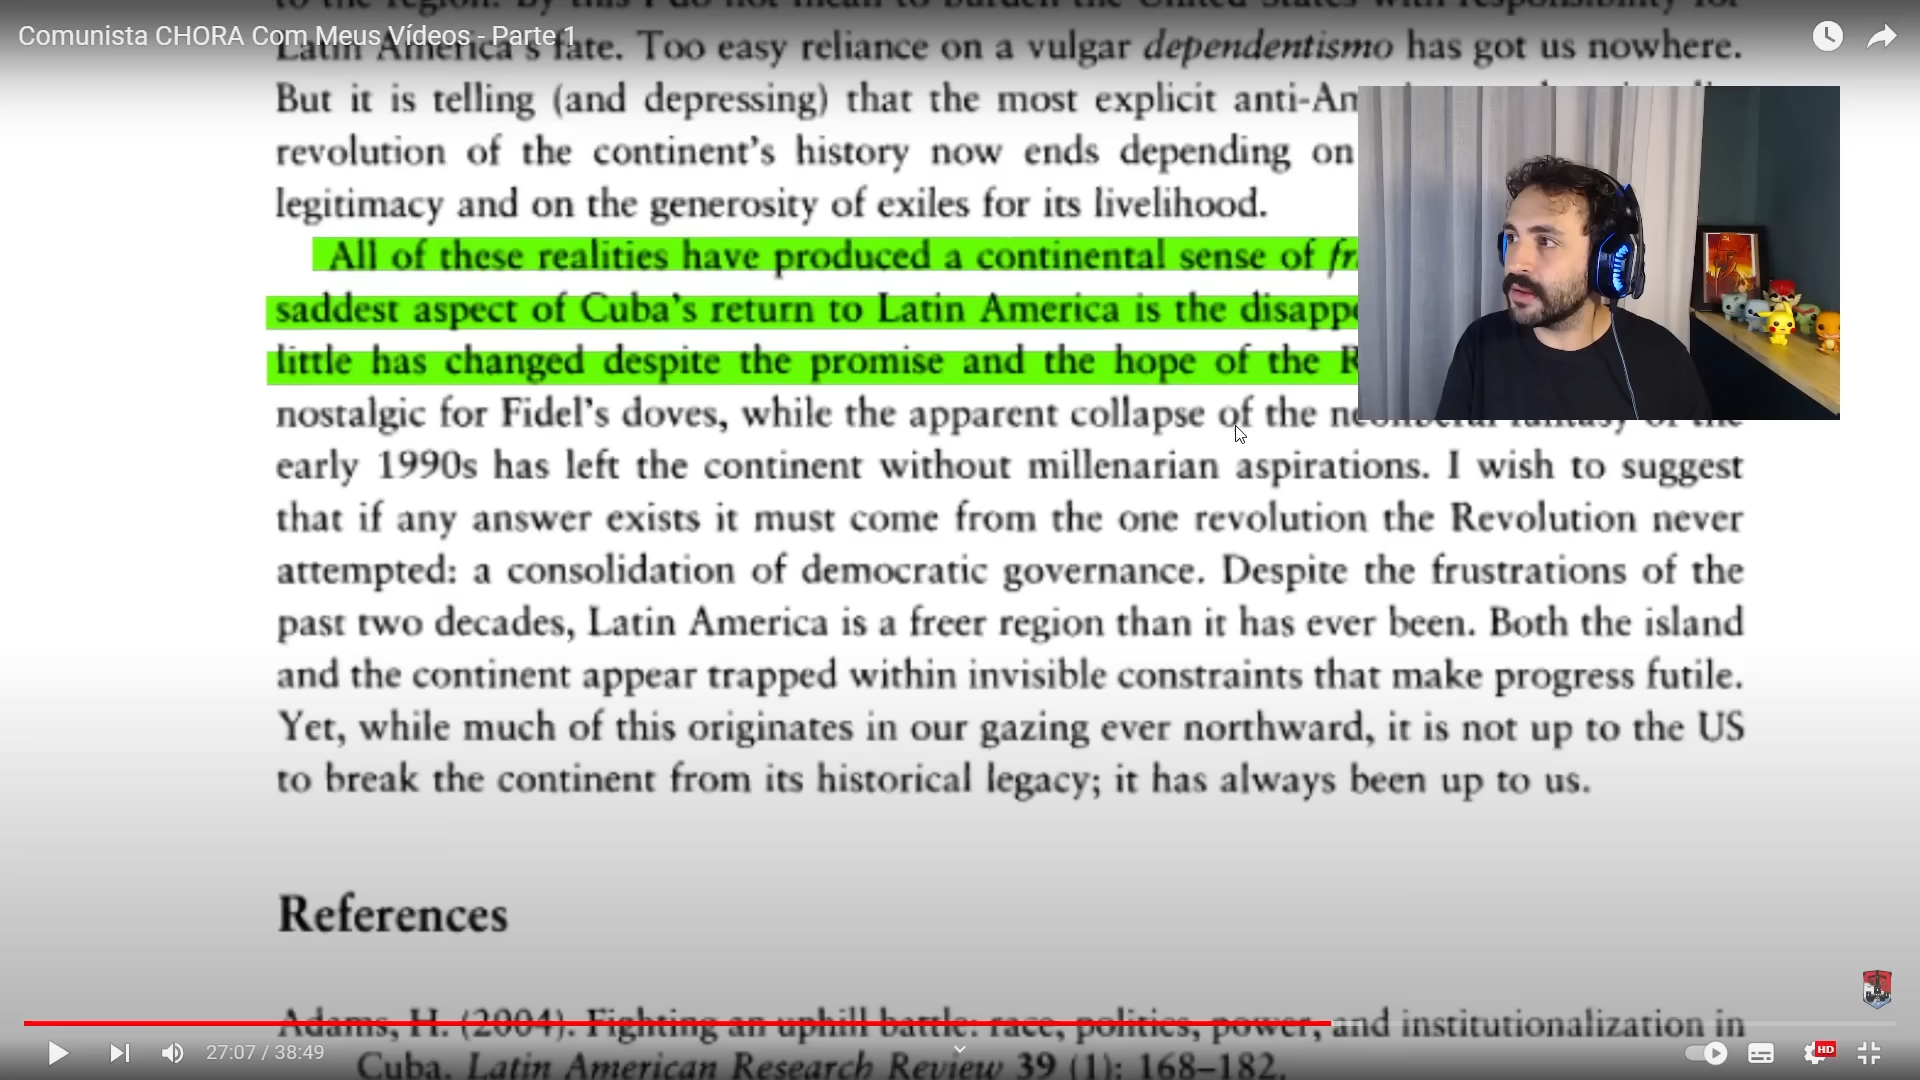 Comunista CHORA Com Meus Vídeos - Parte 1
Latin America's fate. Too easy reliance on a vulgar dependentismo has got us nowhere.
But it is telling (and depressing) that the most explicit
revolution of the continent's history now ends depending on
legitimacy and on the generosity of exiles for its livelihood.
All of these realities have produced a continental sense of
saddest aspect of Cuba's return to Latin America is the
little has changed despite the promise and the hope of the
nostalgic for Fidel's doves, while the apparent collapse of the
early 1990s has left the continent without millenarian aspirations. I wish to suggest
that if any answer exists it must come from the one revolution the Revolution never
attempted: a consolidation of democratic governance. Despite the frustrations of the
past two decades, Latin America is a freer region than it has ever been. Both the island
and the continent appear trapped within invisible constraints that make progress futile.
Yet, while much of this originates in our gazing ever northward, it is not up to the US
to break the continent from its historical legacy; it has always been up to us.
References
Adams, H. (2004). Fighting an uphill battle: race, politics, power, and institutionalization in
Cuba. Latin American Research Review 39 (1): 168–182.
27:07 / 38:49
HD